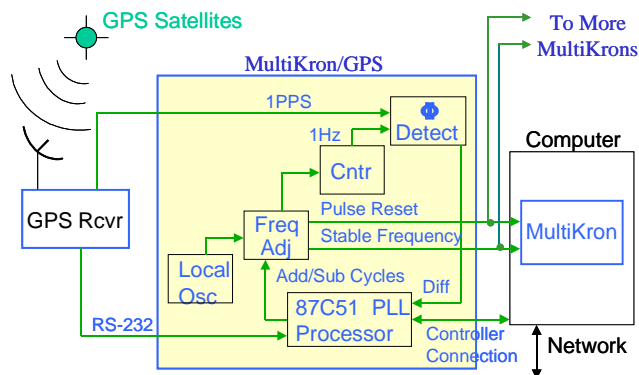 GPS Satellites
To More
MultiKrons
MultiKron/GPS
1PPS
Φ
Detect
1Hz
Cntr
Computer
GPS Rcvr
Pulse Reset
Freq
Adj
Stable Frequency
MultiKron
Local
Osc
Add/Sub Cycles
Diff
87C51 PLL
Processor
RS-232
Controller
Connection
Network